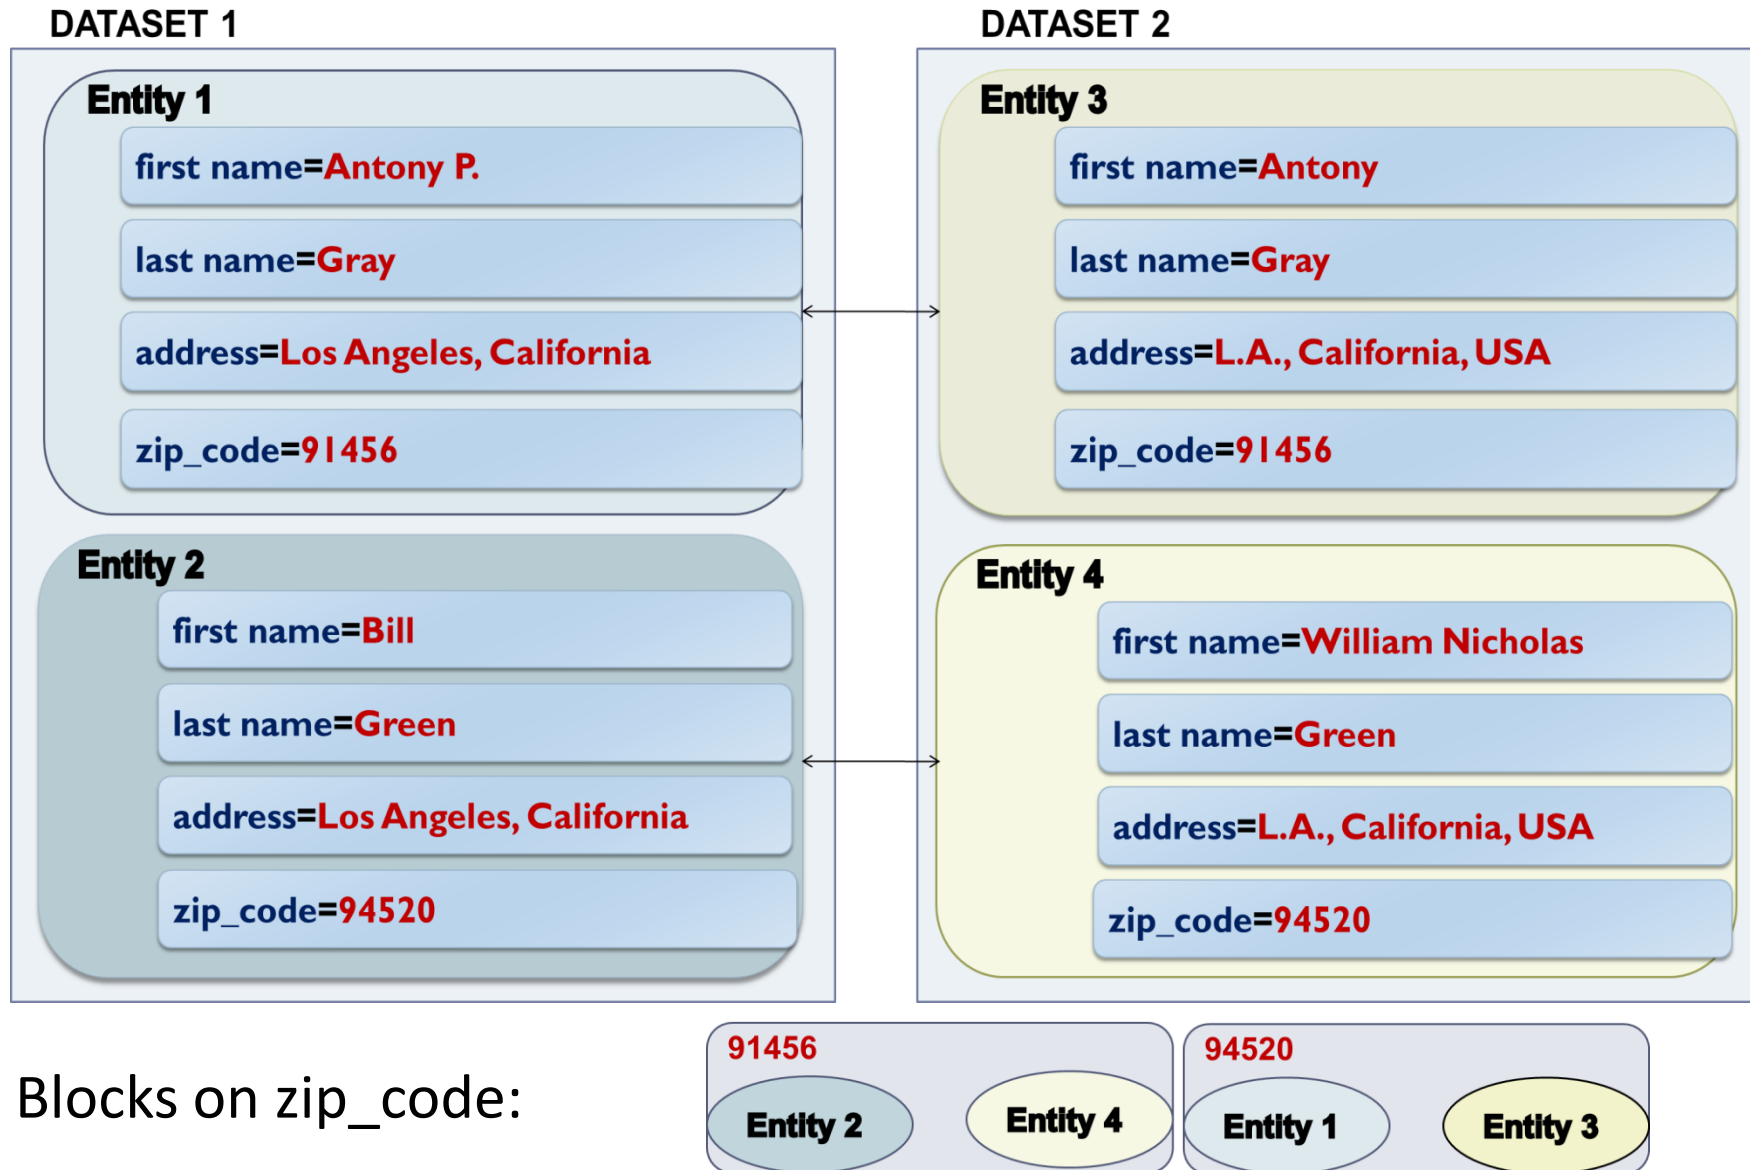 DATASET 1
Entity 1
first name=Antony P.
last name=Gray
address=Los Angeles, California
zip_code=91456
Entity 2
first name=Bill
last name=Green
address=Los Angeles, California
zip_code=94520
DATASET 2
Entity 3
first name=Antony
last name=Gray
address=L.A., California, USA
zip_code=91456
Entity 4
first name=William Nicholas
last name=Green
address=L.A., California, USA
zip_code=94520
Blocks on zip_code:
91456
Entity 2
Entity 4
94520
Entity 1
Entity 3